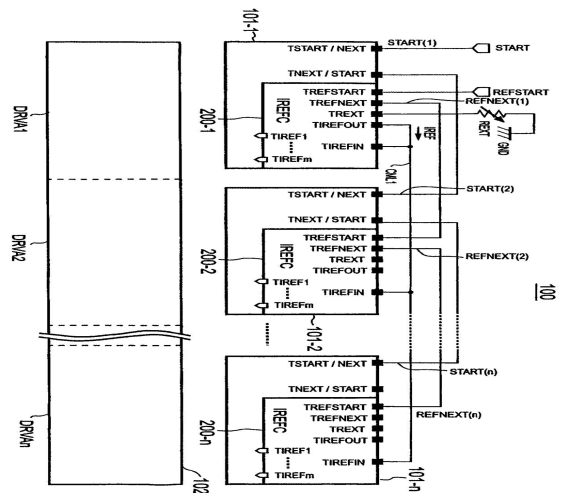 100
START
START(1)
101-1
TSTART / NEXT
TNEXT / START
REFSTART
TREFSTART
TREFNEXT
REFNEXT(1)
TREXT
REXT
GND
TIREFOUT
IREF
TIREFIN
CML1
IREFC
200-1
TIREF1
TIREFm
DRVA1
START(2)
TSTART / NEXT
TNEXT / START
TREFSTART
TREFNEXT
REFNEXT(2)
TREXT
TIREFOUT
TIREFIN
IREFC
200-2
TIREF1
TIREFm
101-2
DRVA2
TSTART / NEXT
START(n)
TNEXT / START
TREFSTART
REFNEXT(n)
TREFNEXT
TREXT
TIREFOUT
TIREFIN
IREFC
200-n
TIREF1
TIREFm
101-n
DRVAn
102